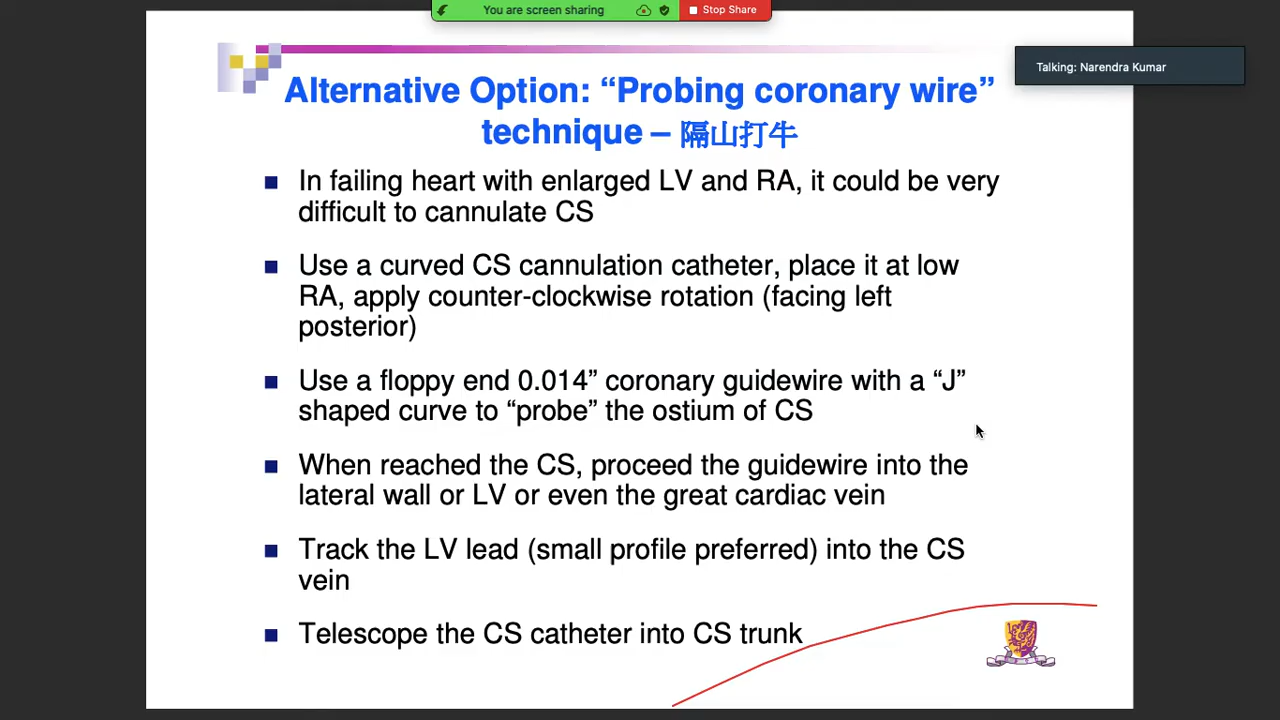 You are screen sharing
Stop Share
Talking: Narendra Kumar
Alternative Option: “Probing coronary wire”
technique – 隔山打牛
In failing heart with enlarged LV and RA, it could be very
difficult to cannulate CS
Use a curved CS cannulation catheter, place it at low
RA, apply counter-clockwise rotation (facing left
posterior)
Use a floppy end 0.014” coronary guidewire with a “J”
shaped curve to “probe” the ostium of CS
When reached the CS, proceed the guidewire into the
lateral wall or LV or even the great cardiac vein
Track the LV lead (small profile preferred) into the CS
vein
Telescope the CS catheter into CS trunk